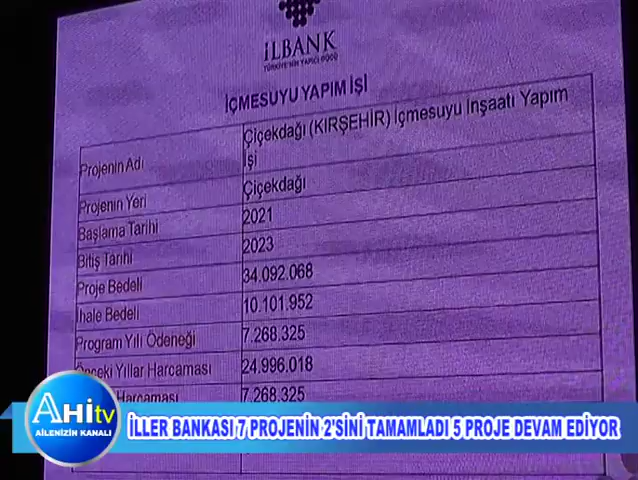 İLBANK
TÜRKİYE'NİN YAPICI GÜCÜ
İÇMESUYU YAPIM İŞİ
Projenin Adı Çiçekdağı (KIRŞEHİR) İçmesuyu İnşaatı Yapım
İşi
Projenin Yeri Çiçekdağı
Başlama Tarihi 2021
Bitiş Tarihi 2023
Proje Bedeli 34.092.068
İhale Bedeli 10.101.952
Program Yılı Ödeneği 7.268.325
Önceki Yıllar Harcaması 24.996.018
Harcaması 7.268.325
AHi tv
AİLENİZİN KANALI
İLLER BANKASI 7 PROJENİN 2'SİNİ TAMAMLADI 5 PROJE DEVAM EDİYOR